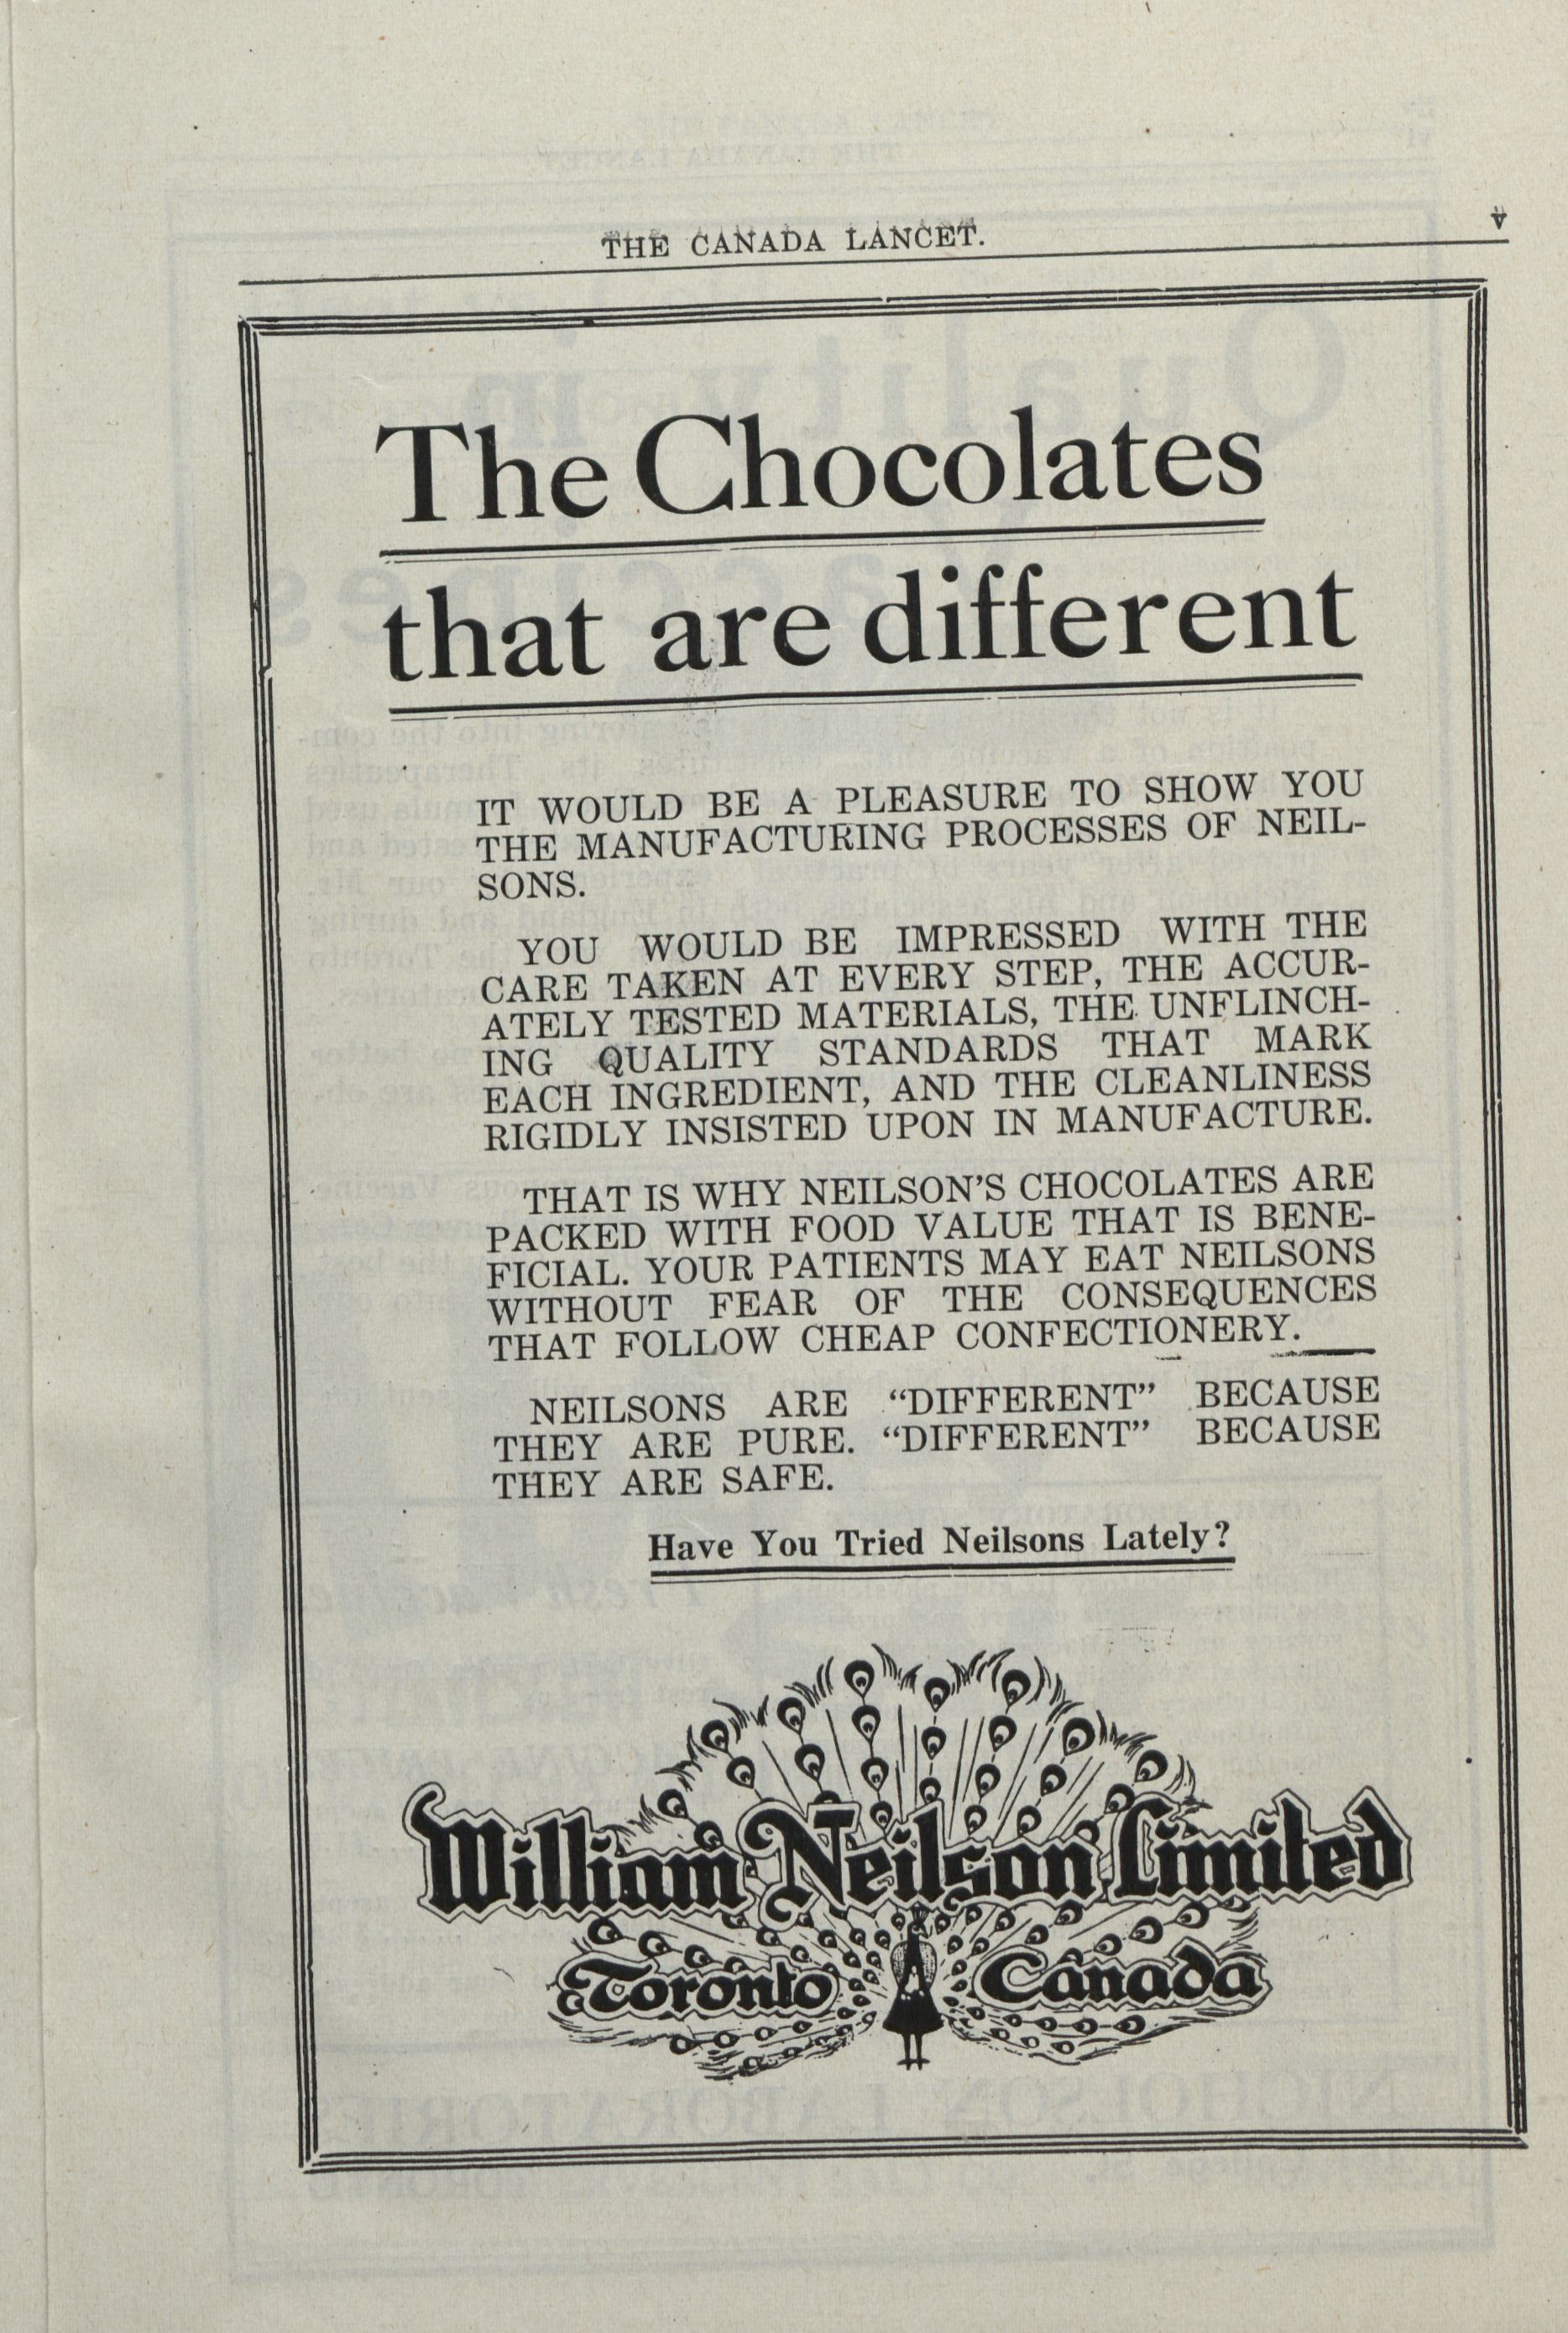 THE CANADA LANCET.
v
The Chocolates
that are different
IT WOULD BE A PLEASURE TO SHOW YOU
THE MANUFACTURING PROCESSES OF NEIL-
SONS.
YOU WOULD BE IMPRESSED WITH THE
CARE TAKEN AT EVERY STEP, THE ACCUR-
ATELY TESTED MATERIALS, THE UNFLINCH-
ING QUALITY STANDARDS THAT MARK
EACH INGREDIENT, AND THE CLEANLINESS
RIGIDLY INSISTED UPON IN MANUFACTURE.
THAT IS WHY NEILSON'S CHOCOLATES ARE
PACKED WITH FOOD VALUE THAT IS BENE-
FICIAL. YOUR PATIENTS MAY EAT NEILSONS
WITHOUT FEAR OF THE CONSEQUENCES
THAT FOLLOW CHEAP CONFECTIONERY.
NEILSONS ARE "DIFFERENT" BECAUSE
THEY ARE PURE. "DIFFERENT" BECAUSE
THEY ARE SAFE.
Have You Tried Neilsons Lately?
William Neilson Limited
Toronto Canada